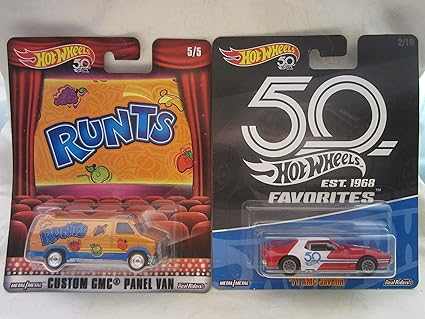 HOT WHEELS
50
5/5
RUNTS
RUNTS
METAL/METAL
CUSTOM GMC® PANEL VAN
Real Riders®
HOT WHEELS
50
2/10
50
HOT WHEELS
EST. 1968
FAVORITES™
50
METAL/METAL
'71 AMC Javelin
Real Riders®